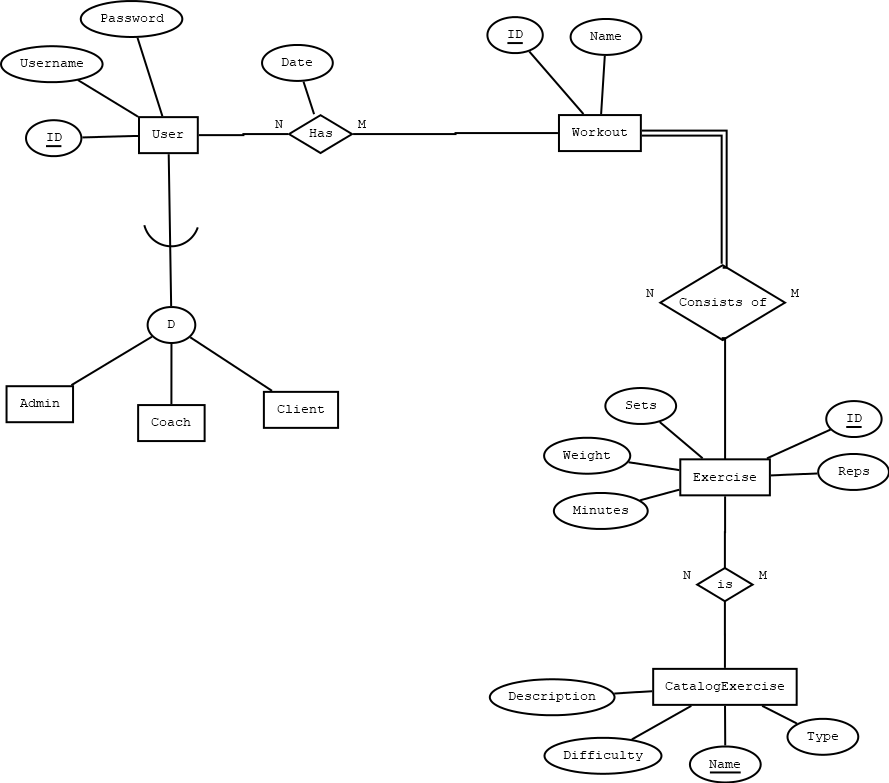 Password
ID
Name
Username
Date
N
M
User
Has
Workout
ID
N
M
Consists of
D
Admin
Coach
Client
Sets
ID
Weight
Exercise
Reps
Minutes
N
M
is
Description
CatalogExercise
Difficulty
Name
Type